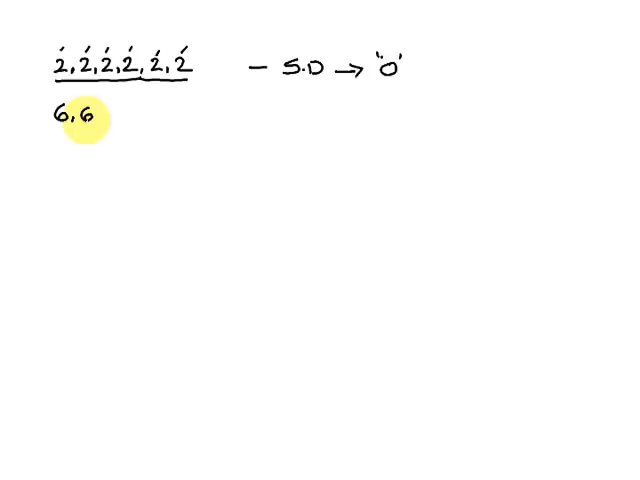 2, 2, 2, 2, 2, 2 - S.D → "0"
6, 6